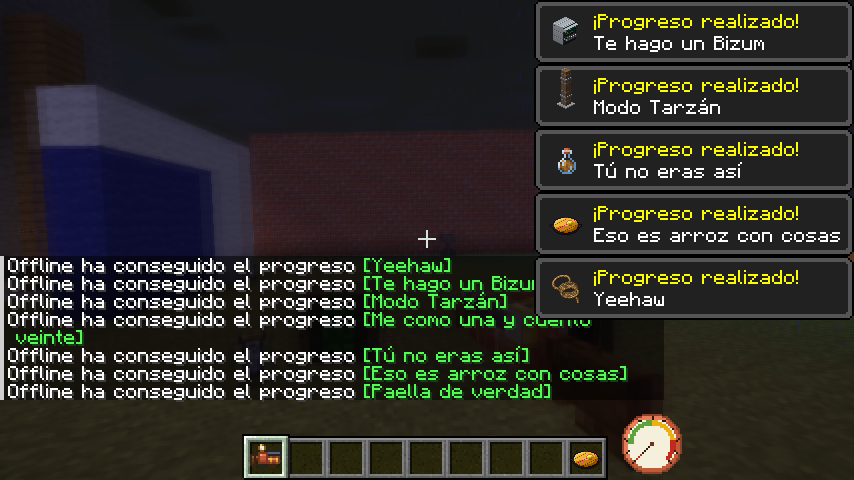 ¡Progreso realizado!
Te hago un Bizum
¡Progreso realizado!
Modo Tarzán
¡Progreso realizado!
Tú no eras así
¡Progreso realizado!
Eso es arroz con cosas
¡Progreso realizado!
Yeehaw
Offline ha conseguido el progreso [Yeehaw]
Offline ha conseguido el progreso [Te hago un Bizu
Offline ha conseguido el progreso [Modo Tarzán]
Offline ha conseguido el progreso [Me como una y cuento
veinte]
Offline ha conseguido el progreso [Tú no eras así]
Offline ha conseguido el progreso [Eso es arroz con cosas]
Offline ha conseguido el progreso [Paella de verdad]